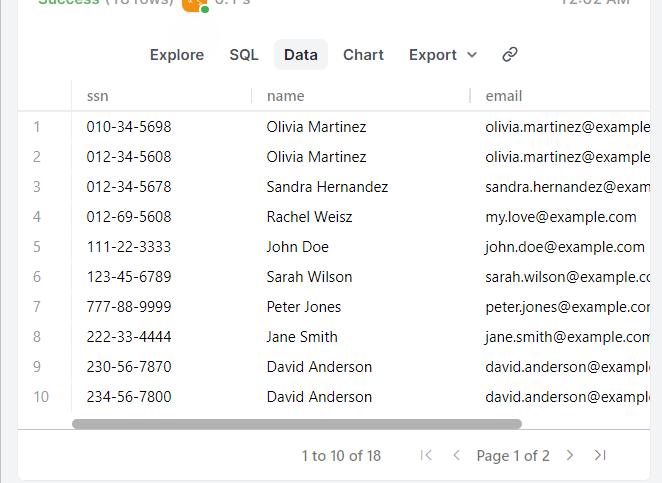 Success (18 rows) 0.1 s 12:02 AM
Explore SQL Data Chart Export
ssn name email
1 010-34-5698 Olivia Martinez olivia.martinez@example
2 012-34-5608 Olivia Martinez olivia.martinez@example
3 012-34-5678 Sandra Hernandez sandra.hernandez@exam
4 012-69-5608 Rachel Weisz my.love@example.com
5 111-22-3333 John Doe john.doe@example.com
6 123-45-6789 Sarah Wilson sarah.wilson@example.co
7 777-88-9999 Peter Jones peter.jones@example.com
8 222-33-4444 Jane Smith jane.smith@example.com
9 230-56-7870 David Anderson david.anderson@exampl
10 234-56-7800 David Anderson david.anderson@exampl
1 to 10 of 18 Page 1 of 2